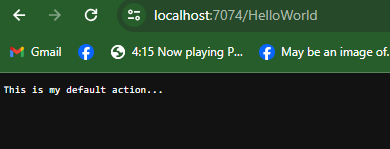 localhost:7074/HelloWorld
Gmail
4:15 Now playing P...
May be an image of.
This is my default action...